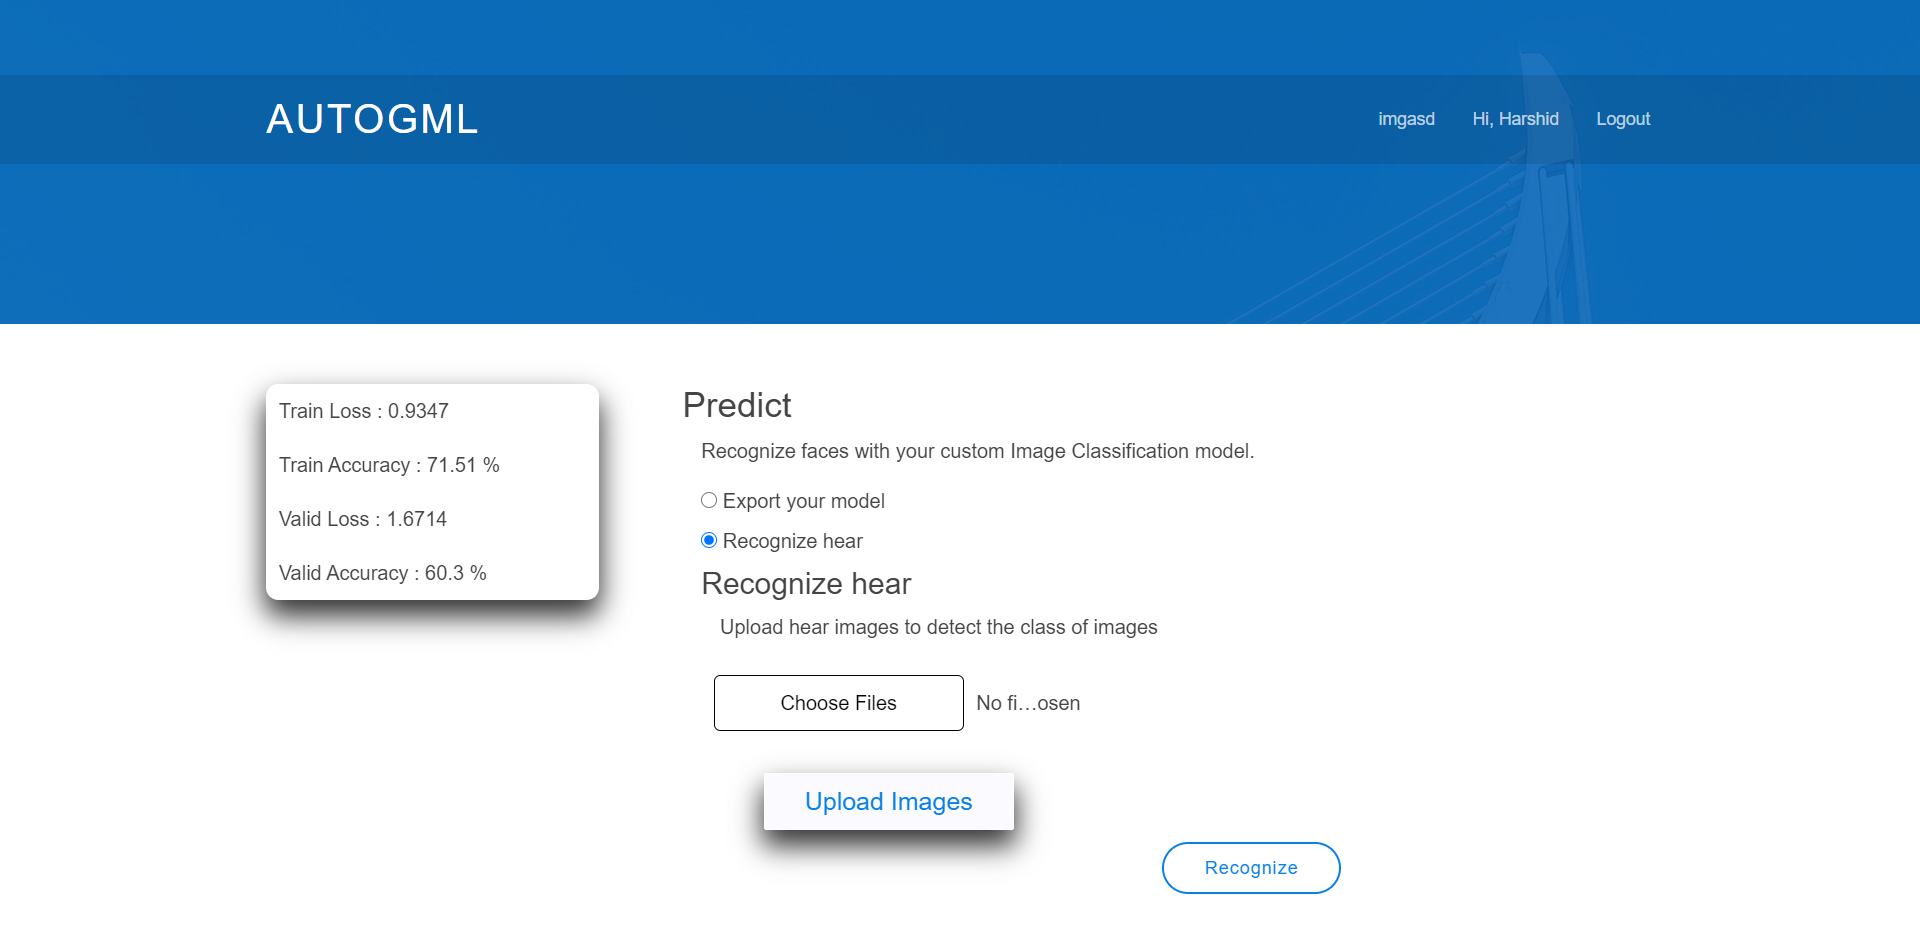 AUTOGML
imgasd Hi, Harshid Logout
Train Loss : 0.9347
Train Accuracy : 71.51 %
Valid Loss : 1.6714
Valid Accuracy : 60.3 %
Predict
Recognize faces with your custom Image Classification model.
Export your model
Recognize hear
Recognize hear
Upload hear images to detect the class of images
Choose Files No fi...osen
Upload Images
Recognize